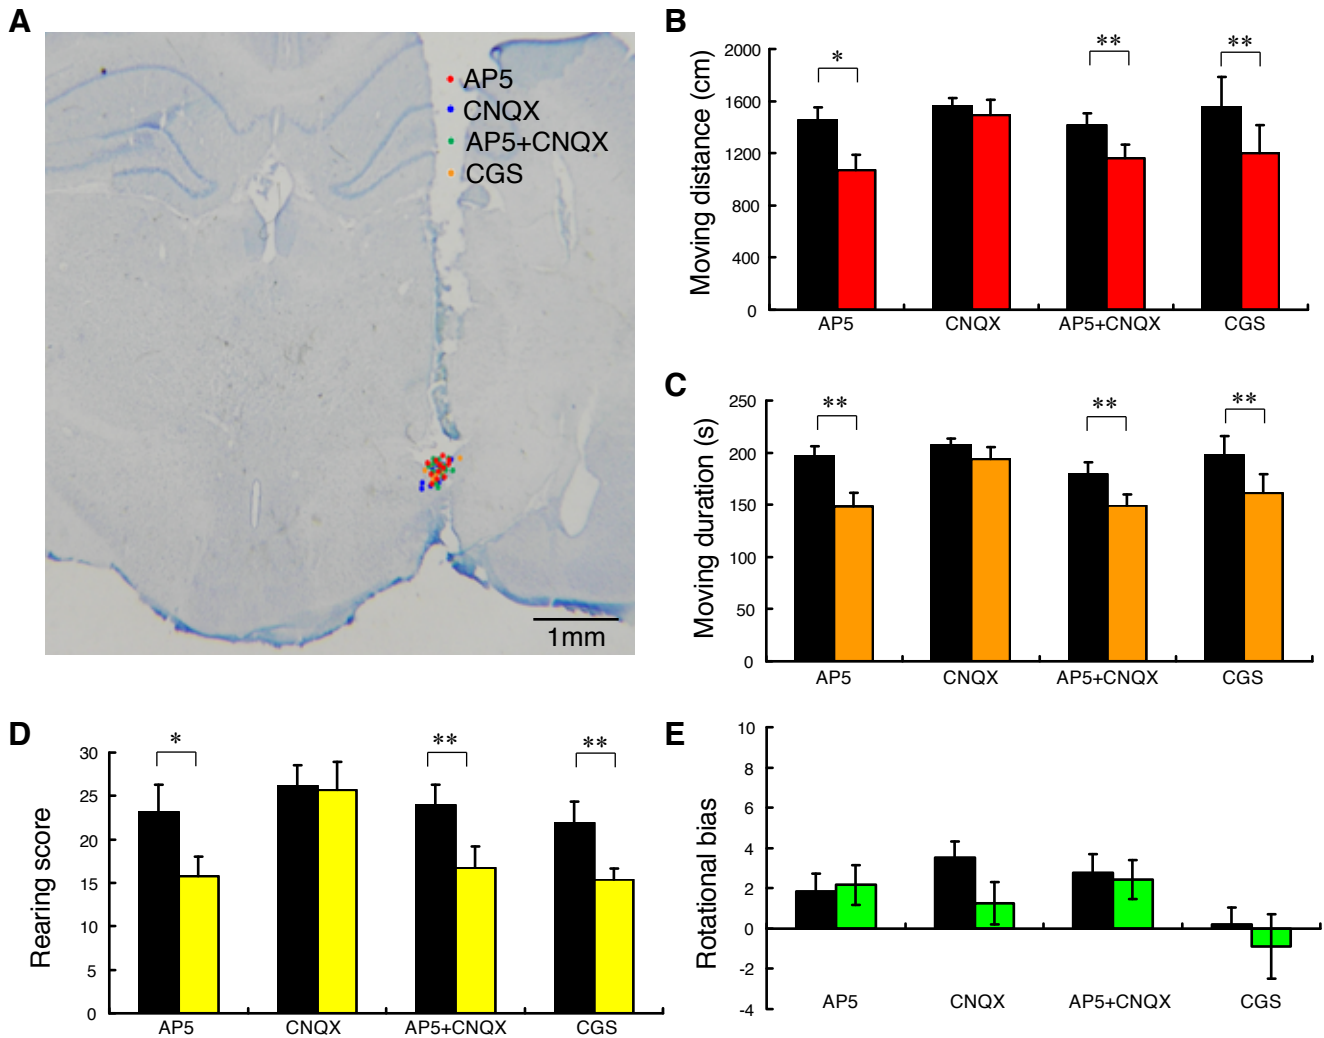 A
AP5
CNQX
AP5+CNQX
CGS
1mm
B
Moving distance (cm)
2000
1600
1200
800
400
0
*
**
**
AP5 CNQX AP5+CNQX CGS
C
Moving duration (s)
250
200
150
100
50
0
**
**
**
AP5 CNQX AP5+CNQX CGS
D
Rearing score
30
25
20
15
10
5
0
*
**
**
AP5 CNQX AP5+CNQX CGS
E
Rotational bias
10
8
6
4
2
0
-2
-4
AP5 CNQX AP5+CNQX CGS